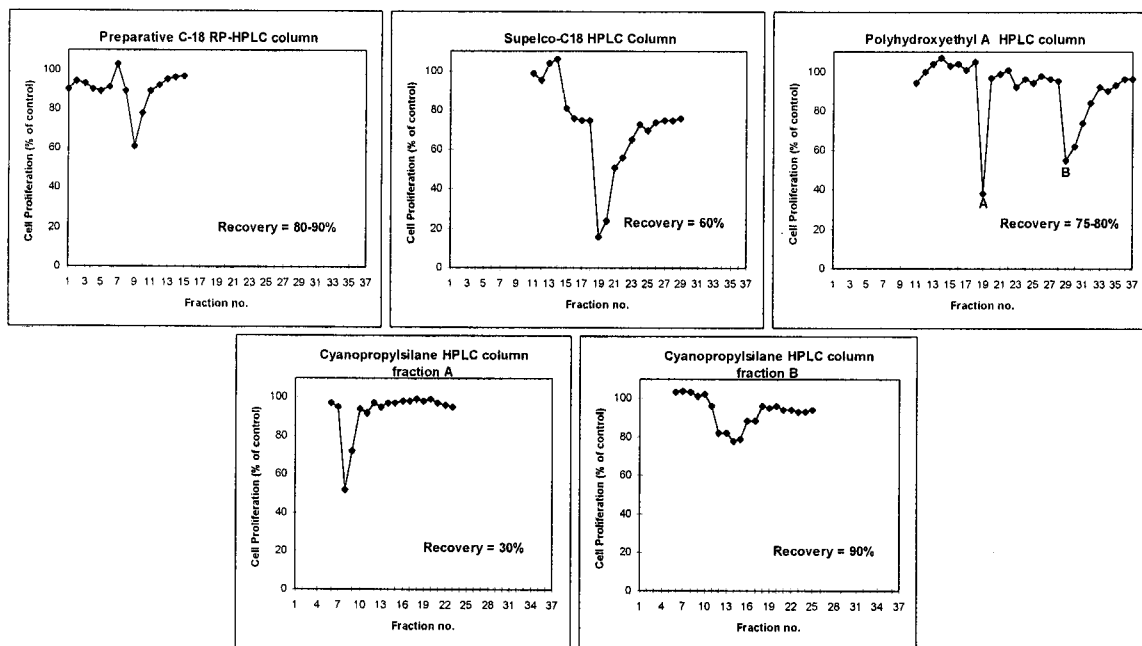 Preparative C-18 RP-HPLC column
Cell Proliferation (% of control)
100
80
60
40
20
0
Recovery = 80-90%
1 3 5 7 9 11 13 15 17 19 21 23 25 27 29 31 33 35 37
Fraction no.
Supelco-C18 HPLC Column
Cell Proliferation (% of control)
100
80
60
40
20
0
Recovery = 60%
1 3 5 7 9 11 13 15 17 19 21 23 25 27 29 31 33 35 37
Fraction no.
Polyhydroxyethyl A HPLC column
Cell Proliferation (% of control)
100
80
60
40
20
0
A
B
Recovery = 75-80%
1 3 5 7 9 11 13 15 17 19 21 23 25 27 29 31 33 35 37
Fraction no.
Cyanopropylsilane HPLC column
fraction A
Cell Proliferation (% of control)
100
80
60
40
20
0
Recovery = 30%
1 4 7 10 13 16 19 22 25 28 31 34 37
Fraction no.
Cyanopropylsilane HPLC column
fraction B
Cell Proliferation (% of control)
100
80
60
40
20
0
Recovery = 90%
1 4 7 10 13 16 19 22 25 28 31 34 37
Fraction no.